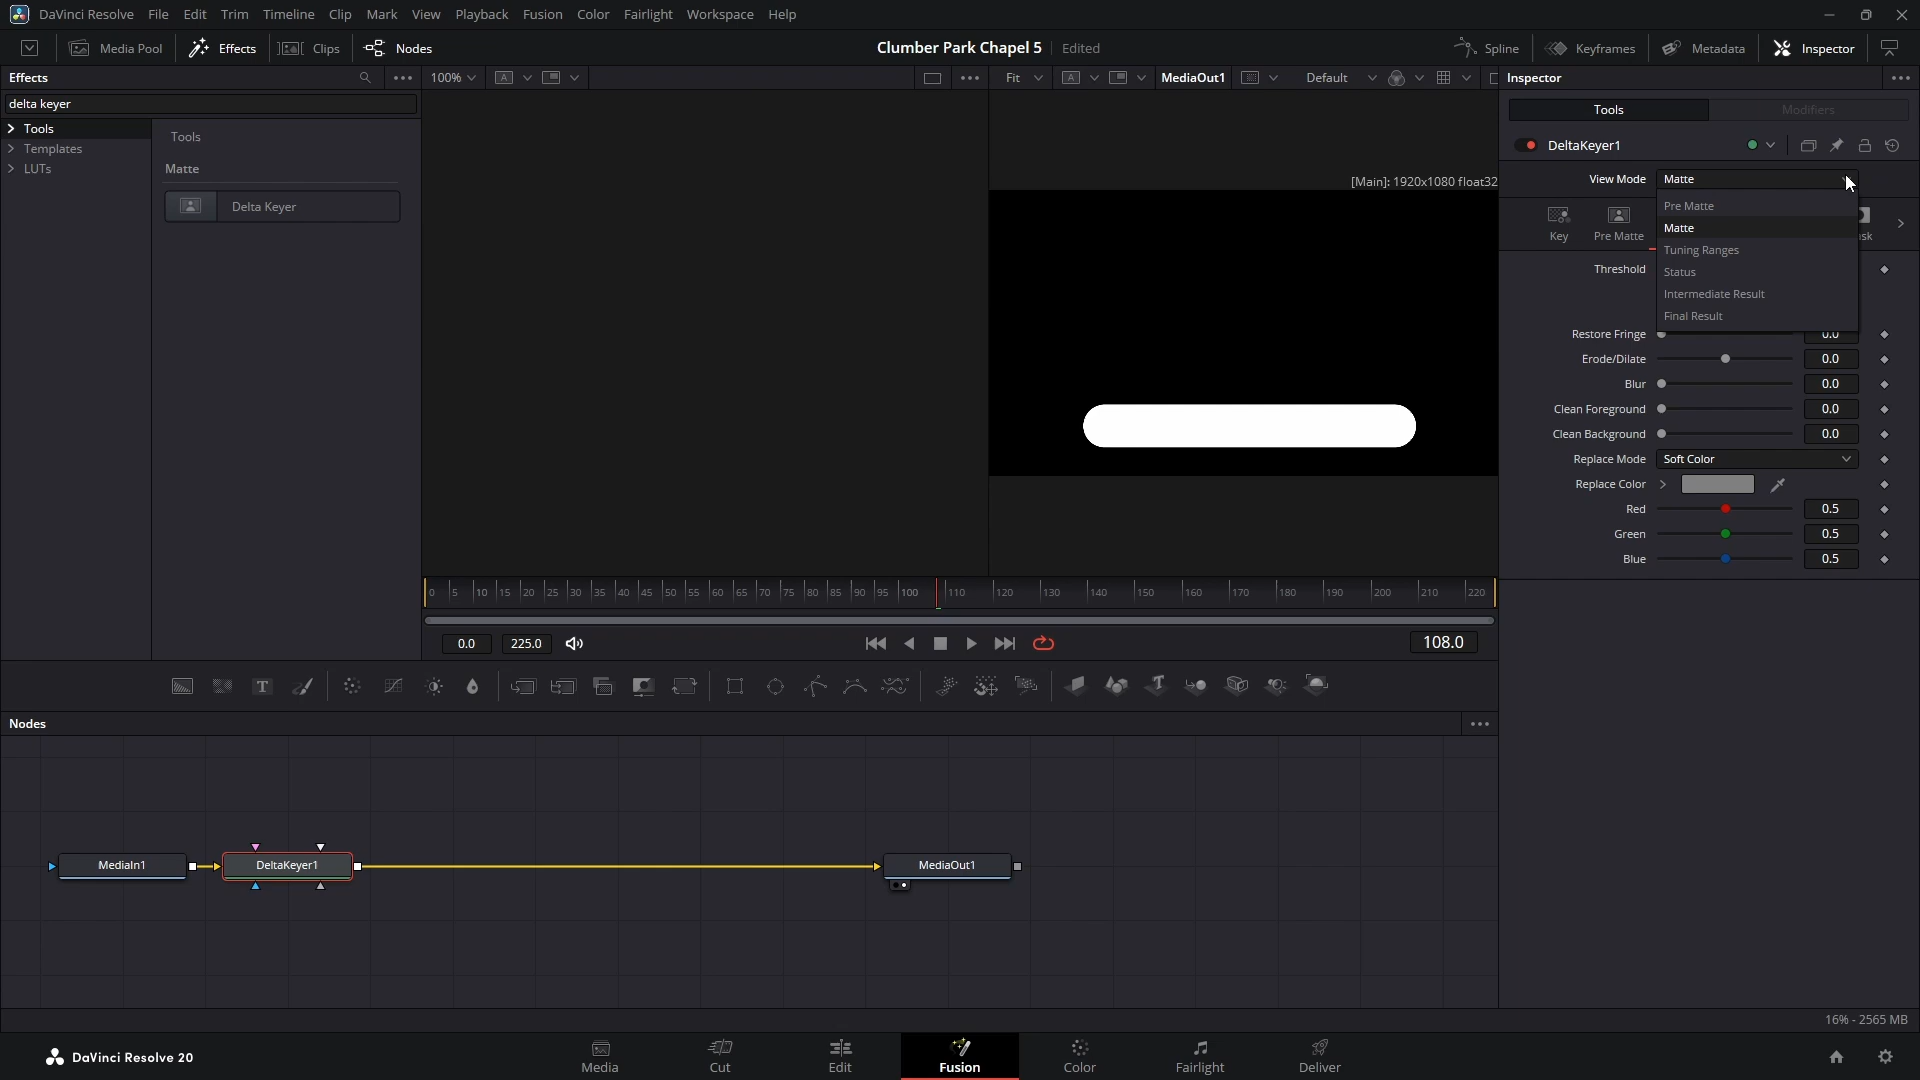 DaVinci Resolve File Edit Trim Timeline Clip Mark View Playback Fusion Color Fairlight Workspace Help
Media Pool Effects Clips Nodes Clumber Park Chapel 5 Edited Spline Keyframes Metadata Inspector
Effects 100% A Fit A MediaOut1 Default Inspector
delta keyer
Tools Modifiers
Tools
Templates
LUTs
Tools
Matte
Delta Keyer
[Main]: 1920x1080 float32
DeltaKeyer1
View Mode Matte
Pre Matte
Matte
Tuning Ranges
Status
Intermediate Result
Final Result
Key Pre Matte sk
Threshold
Restore Fringe 0.0
Erode/Dilate 0.0
Blur 0.0
Clean Foreground 0.0
Clean Background 0.0
Replace Mode Soft Color
Replace Color
Red 0.5
Green 0.5
Blue 0.5
0 5 10 15 20 25 30 35 40 45 50 55 60 65 70 75 80 85 90 95 100 110 120 130 140 150 160 170 180 190 200 210 220
0.0 225.0 108.0
T T
Nodes
MediaIn1 DeltaKeyer1 MediaOut1
16% - 2565 MB
DaVinci Resolve 20
Media Cut Edit Fusion Color Fairlight Deliver